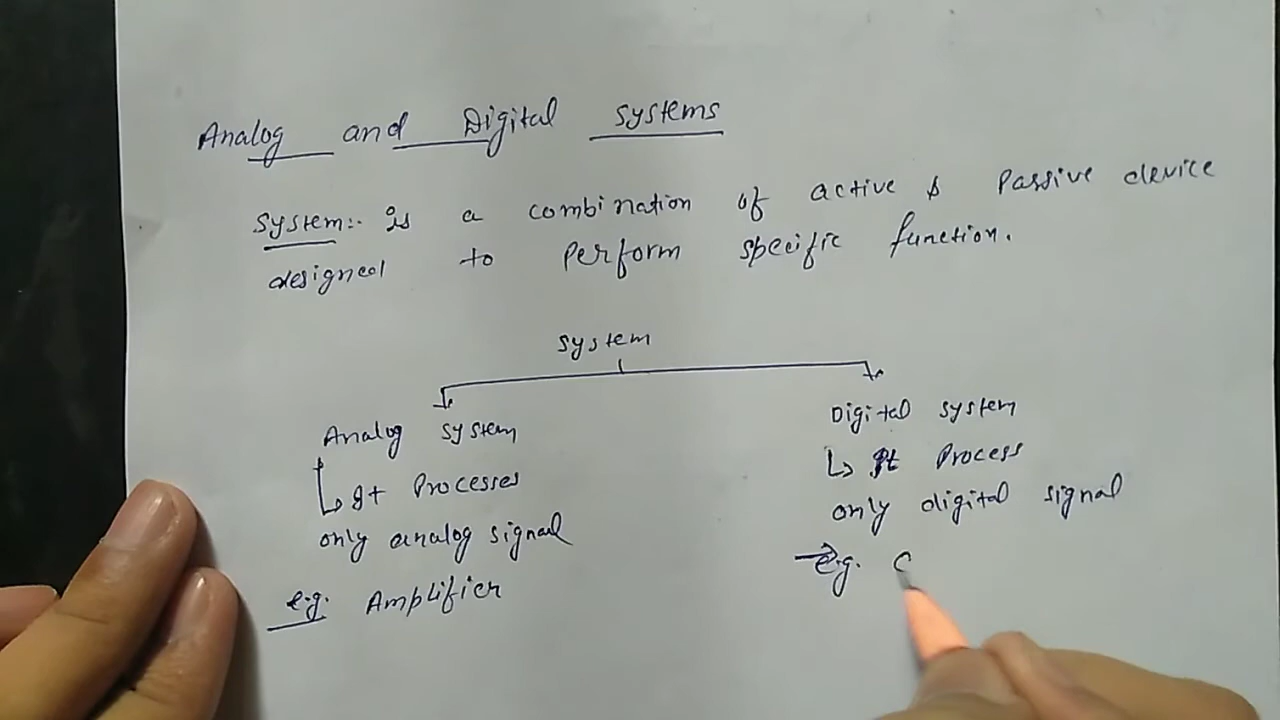 Analog and Digital systems
System:- Is a combination of active & Passive device
designed to Perform specific function.
System
Analog system
It Processes
only analog signal
e.g. Amplifier
Digital system
It Process
only digital signal
e.g. C